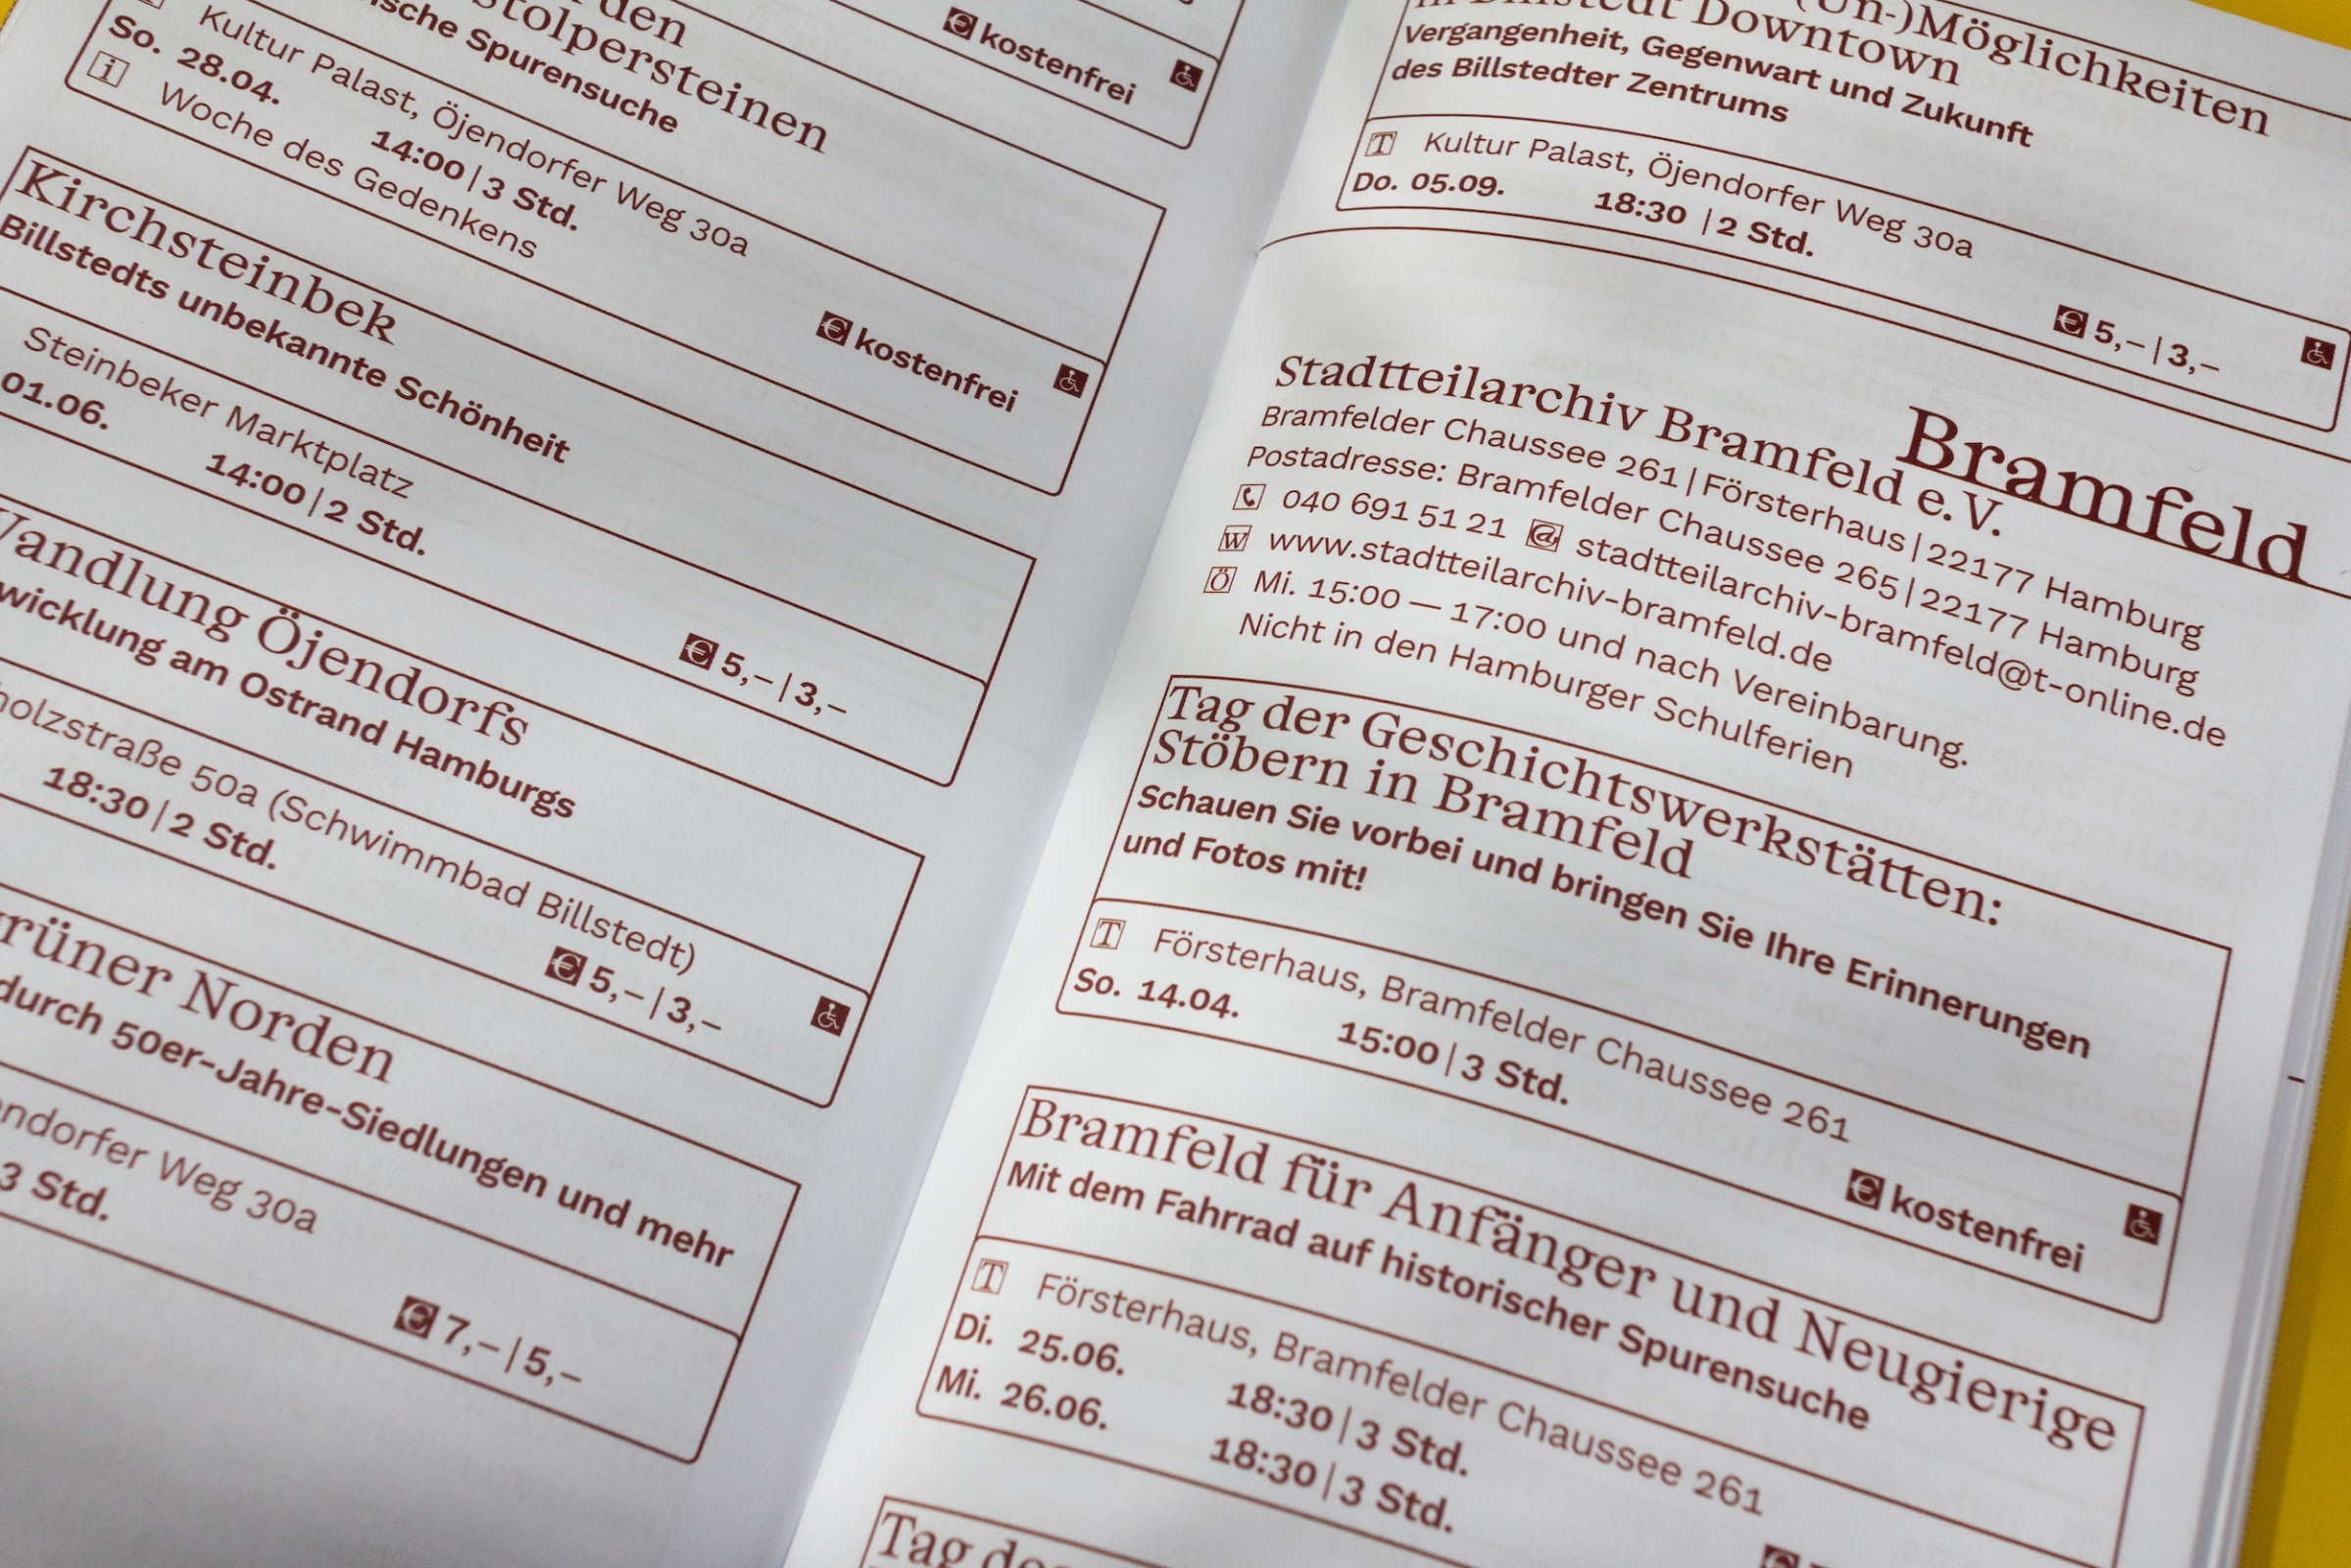 kostenfrei
den
Stolpersteinen
ische Spurensuche
Kultur Palast, Öjendorfer Weg 30a
So. 28.04. 14:00 | 3 Std. € kostenfrei
i Woche des Gedenkens
Kirchsteinbek
Billstedts unbekannte Schönheit
Steinbeker Marktplatz
01.06. 14:00 | 2 Std. € 5,– | 3,–
Wandlung Öjendorfs
wicklung am Ostrand Hamburgs
holzstraße 50a (Schwimmbad Billstedt)
18:30 | 2 Std. € 5,– | 3,–
grüner Norden
durch 50er-Jahre-Siedlungen und mehr
endorfer Weg 30a
3 Std. € 7,– | 5,–
(Un-)Möglichkeiten
in Billstedt Downtown
Vergangenheit, Gegenwart und Zukunft
des Billstedter Zentrums
T Kultur Palast, Öjendorfer Weg 30a
Do. 05.09. 18:30 | 2 Std. € 5,– | 3,–
Bramfeld
Stadtteilarchiv Bramfeld e.V.
Bramfelder Chaussee 261 | Försterhaus | 22177 Hamburg
Postadresse: Bramfelder Chaussee 265 | 22177 Hamburg
040 691 51 21 @ stadtteilarchiv-bramfeld@t-online.de
W www.stadtteilarchiv-bramfeld.de
Ö Mi. 15:00 — 17:00 und nach Vereinbarung.
Nicht in den Hamburger Schulferien
Tag der Geschichtswerkstätten:
Stöbern in Bramfeld
Schauen Sie vorbei und bringen Sie Ihre Erinnerungen
und Fotos mit!
T Försterhaus, Bramfelder Chaussee 261
So. 14.04. 15:00 | 3 Std. € kostenfrei
Bramfeld für Anfänger und Neugierige
Mit dem Fahrrad auf historischer Spurensuche
T Försterhaus, Bramfelder Chaussee 261
Di. 25.06. 18:30 | 3 Std.
Mi. 26.06. 18:30 | 3 Std. €
Tag des